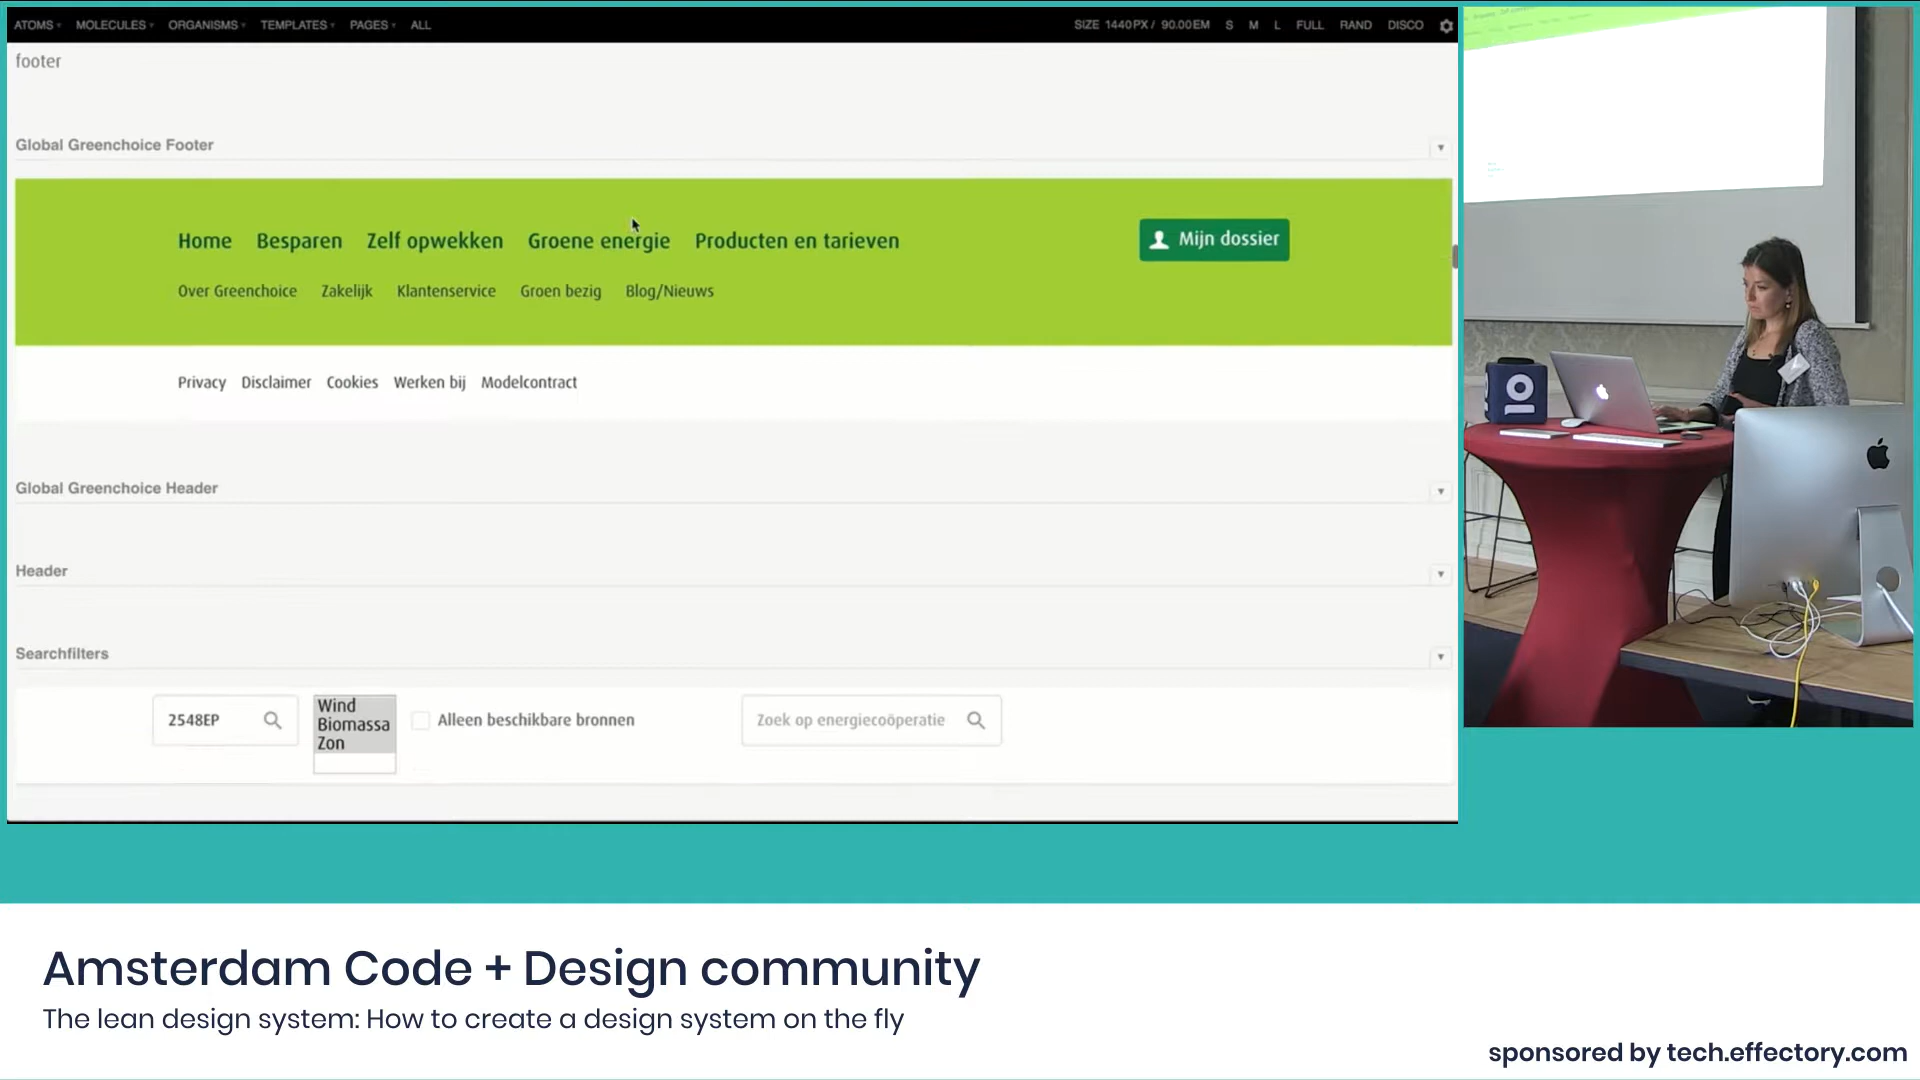 ATOMS MOLECULES ORGANISMS TEMPLATES PAGES ALL SIZE 1440PX / 90.00EM S M L FULL RAND DISCO
footer
Global Greenchoice Footer
Home Besparen Zelf opwekken Groene energie Producten en tarieven Mijn dossier
Over Greenchoice Zakelijk Klantenservice Groen bezig Blog/Nieuws
Privacy Disclaimer Cookies Werken bij Modelcontract
Global Greenchoice Header
Header
Searchfilters
2548EP
Wind
Biomassa
Zon
Alleen beschikbare bronnen
Zoek op energiecoöperatie
Amsterdam Code + Design community
The lean design system: How to create a design system on the fly
sponsored by tech.effectory.com